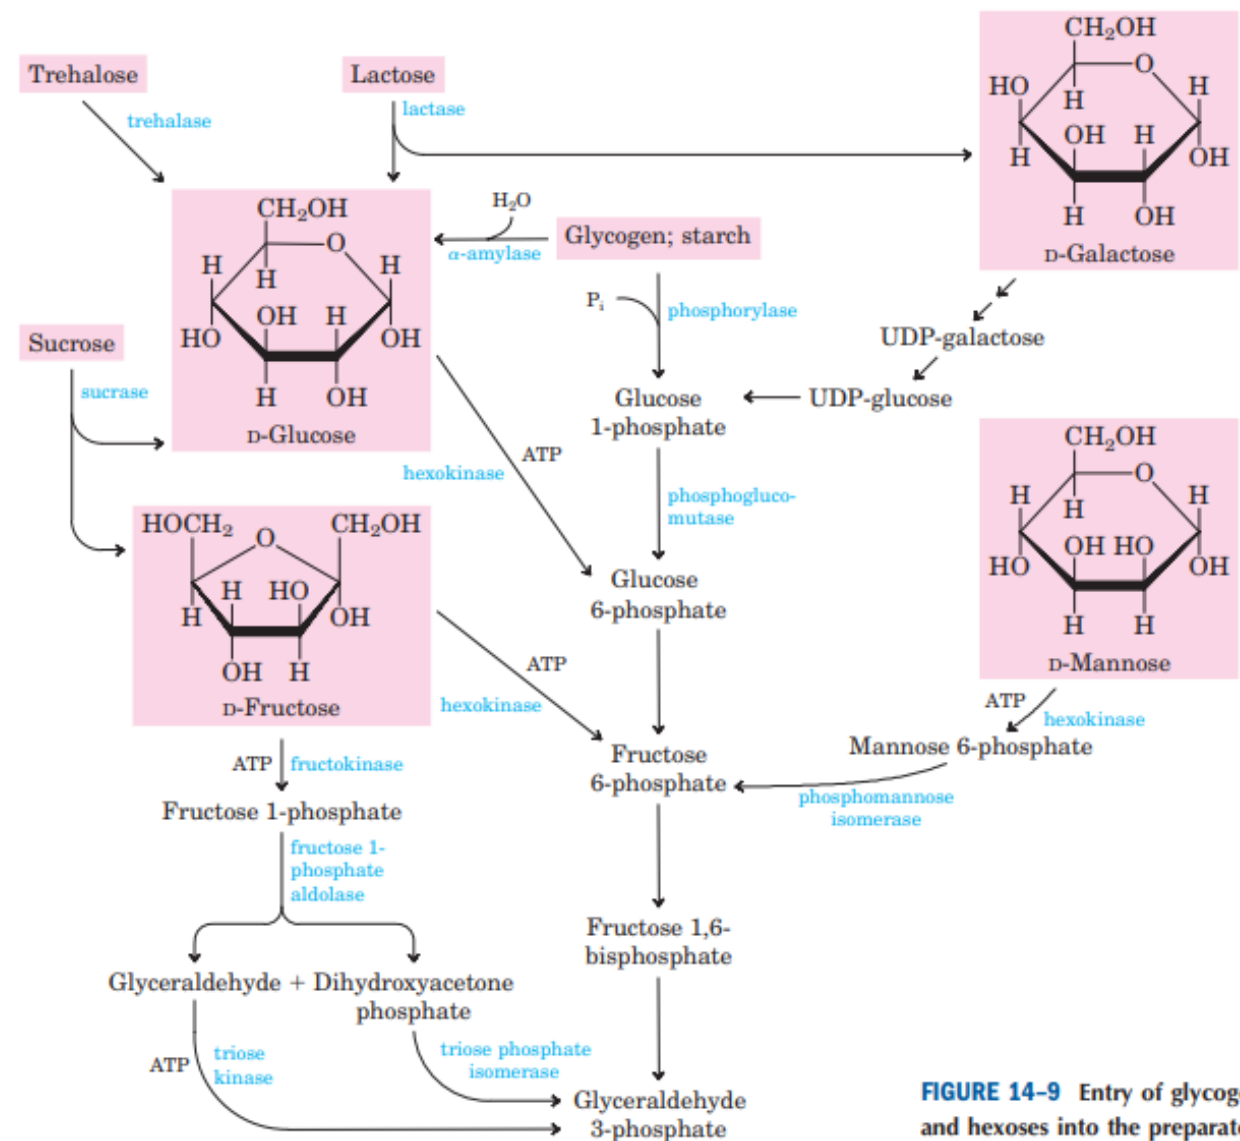 Trehalose
trehalase
Lactose
lactase
CH₂OH
O
HO
H
H
OH
H
H
OH
H
OH
D-Galactose
CH₂OH
O
H
H
H
OH
H
HO
OH
H
OH
D-Glucose
H₂O
α-amylase
Glycogen; starch
Pᵢ
phosphorylase
UDP-galactose
UDP-glucose
Glucose
1-phosphate
Sucrose
sucrase
hexokinase
ATP
phosphogluco-
mutase
Glucose
6-phosphate
CH₂OH
O
H
H
H
OH HO
HO
OH
H
H
D-Mannose
ATP
hexokinase
Mannose 6-phosphate
phosphomannose
isomerase
HOCH₂
O
CH₂OH
H
HO
H
OH
OH
H
D-Fructose
ATP
hexokinase
Fructose
6-phosphate
ATP
fructokinase
Fructose 1-phosphate
fructose 1-
phosphate
aldolase
Fructose 1,6-
bisphosphate
Glyceraldehyde + Dihydroxyacetone
phosphate
ATP
triose
kinase
triose phosphate
isomerase
Glyceraldehyde
3-phosphate
FIGURE 14–9 Entry of glycoge
and hexoses into the preparat